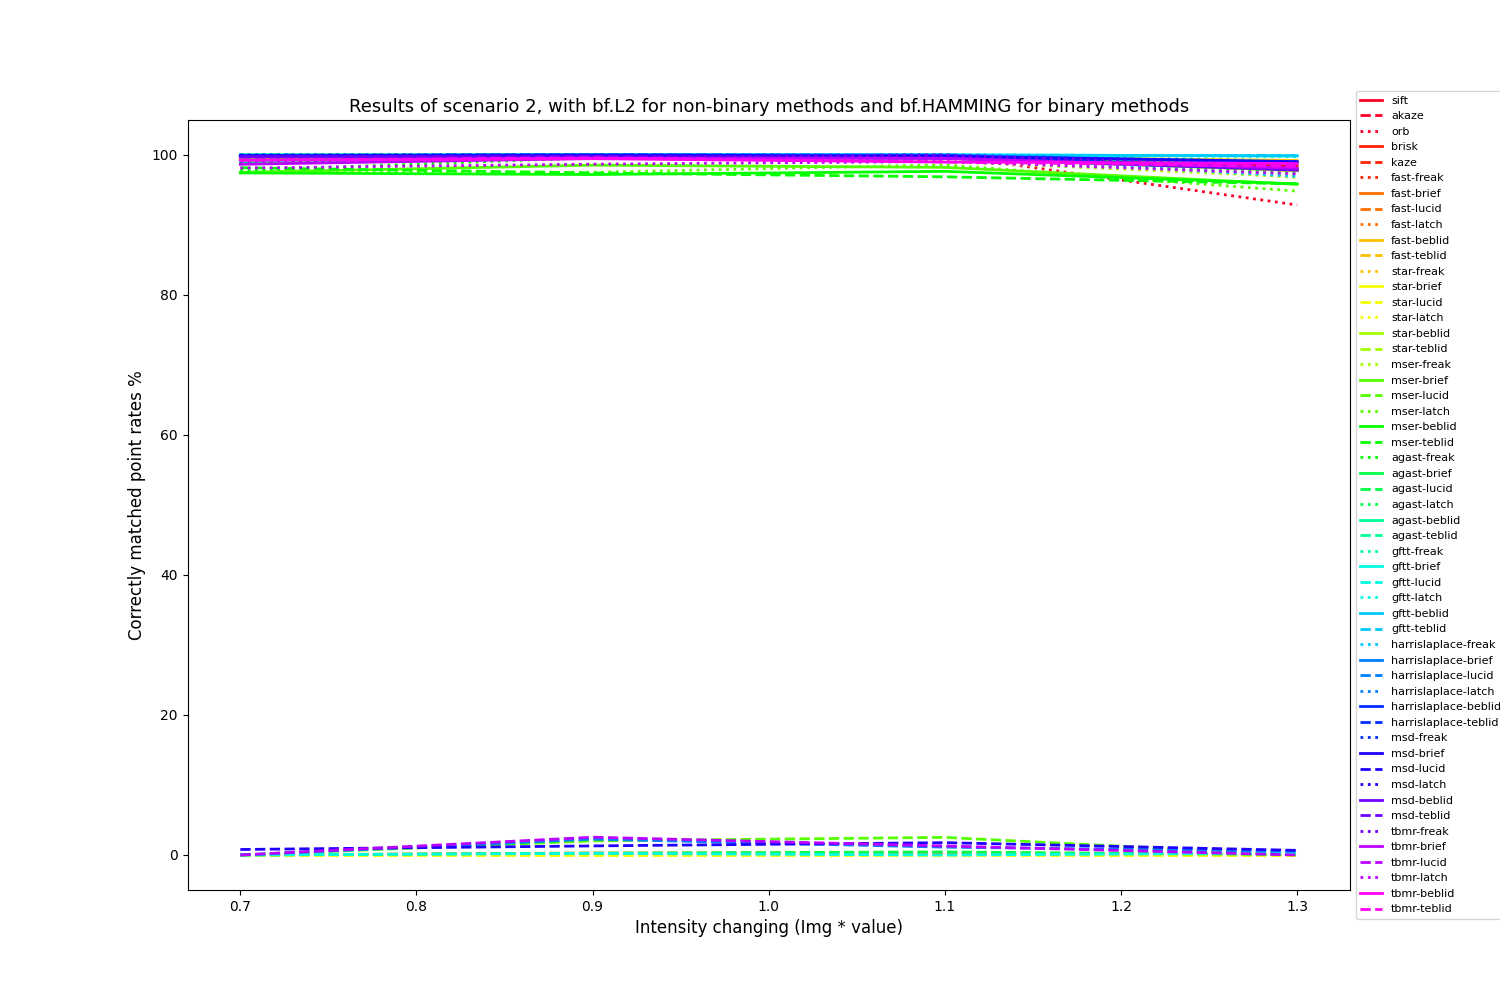 Results of scenario 2, with bf.L2 for non-binary methods and bf.HAMMING for binary methods
Correctly matched point rates %
100
80
60
40
20
0
0.7 0.8 0.9 1.0 1.1 1.2 1.3
Intensity changing (Img * value)
sift
akaze
orb
brisk
kaze
fast-freak
fast-brief
fast-lucid
fast-latch
fast-beblid
fast-teblid
star-freak
star-brief
star-lucid
star-latch
star-beblid
star-teblid
mser-freak
mser-brief
mser-lucid
mser-latch
mser-beblid
mser-teblid
agast-freak
agast-brief
agast-lucid
agast-latch
agast-beblid
agast-teblid
gftt-freak
gftt-brief
gftt-lucid
gftt-latch
gftt-beblid
gftt-teblid
harrislaplace-freak
harrislaplace-brief
harrislaplace-lucid
harrislaplace-latch
harrislaplace-beblid
harrislaplace-teblid
msd-freak
msd-brief
msd-lucid
msd-latch
msd-beblid
msd-teblid
tbmr-freak
tbmr-brief
tbmr-lucid
tbmr-latch
tbmr-beblid
tbmr-teblid